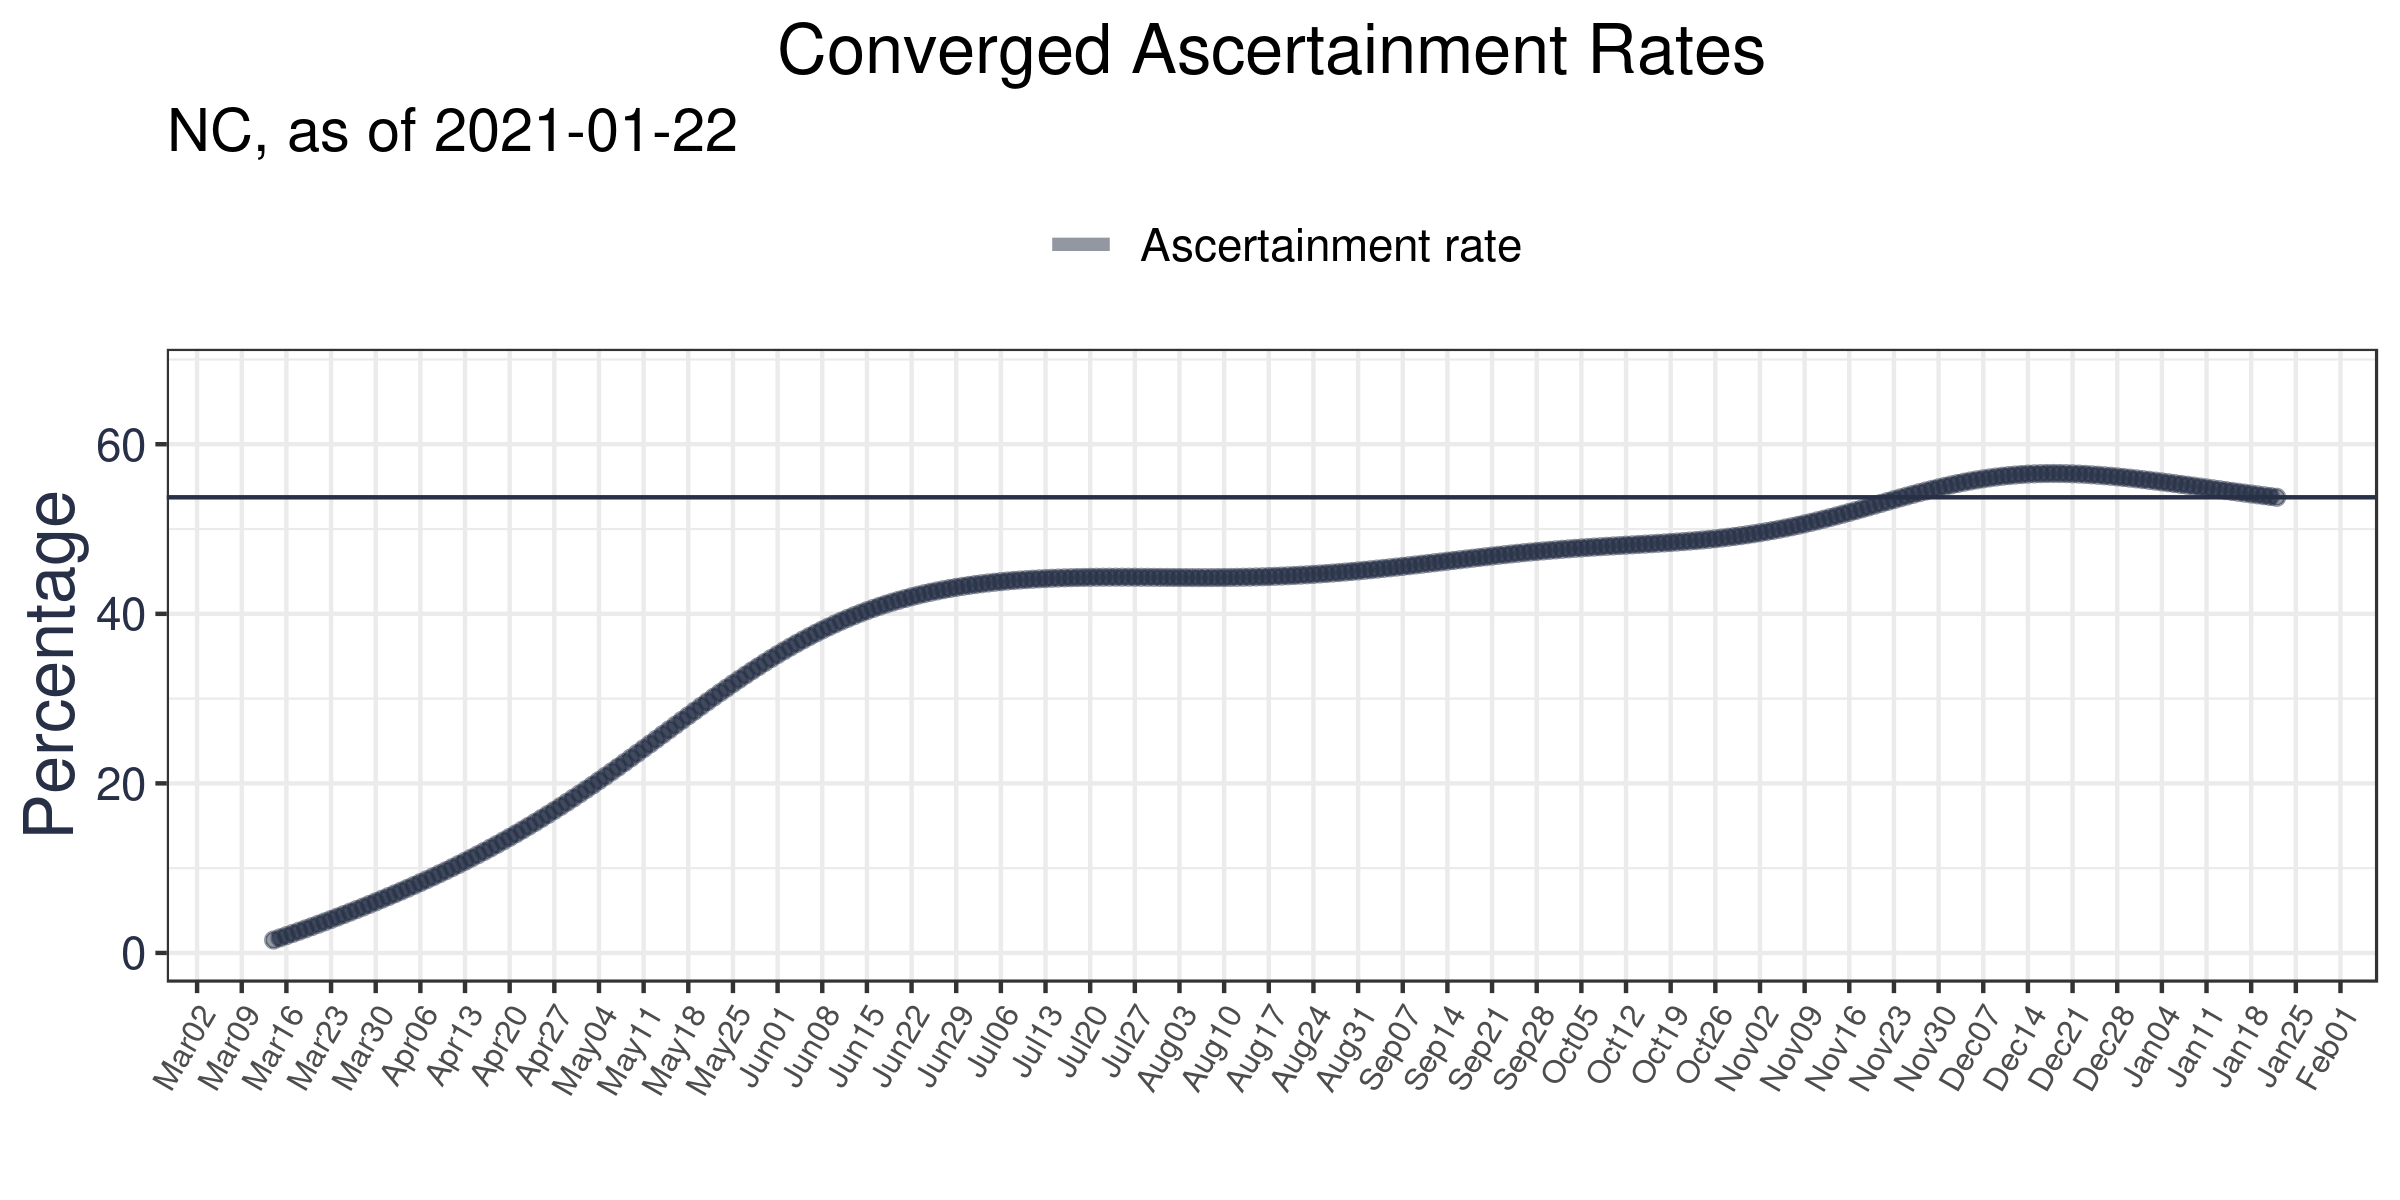 Converged Ascertainment Rates
NC, as of 2021-01-22
Ascertainment rate
Percentage
60
40
20
0
Mar02
Mar09
Mar16
Mar23
Mar30
Apr06
Apr13
Apr20
Apr27
May04
May11
May18
May25
Jun01
Jun08
Jun15
Jun22
Jun29
Jul06
Jul13
Jul20
Jul27
Aug03
Aug10
Aug17
Aug24
Aug31
Sep07
Sep14
Sep21
Sep28
Oct05
Oct12
Oct19
Oct26
Nov02
Nov09
Nov16
Nov23
Nov30
Dec07
Dec14
Dec21
Dec28
Jan04
Jan11
Jan18
Jan25
Feb01